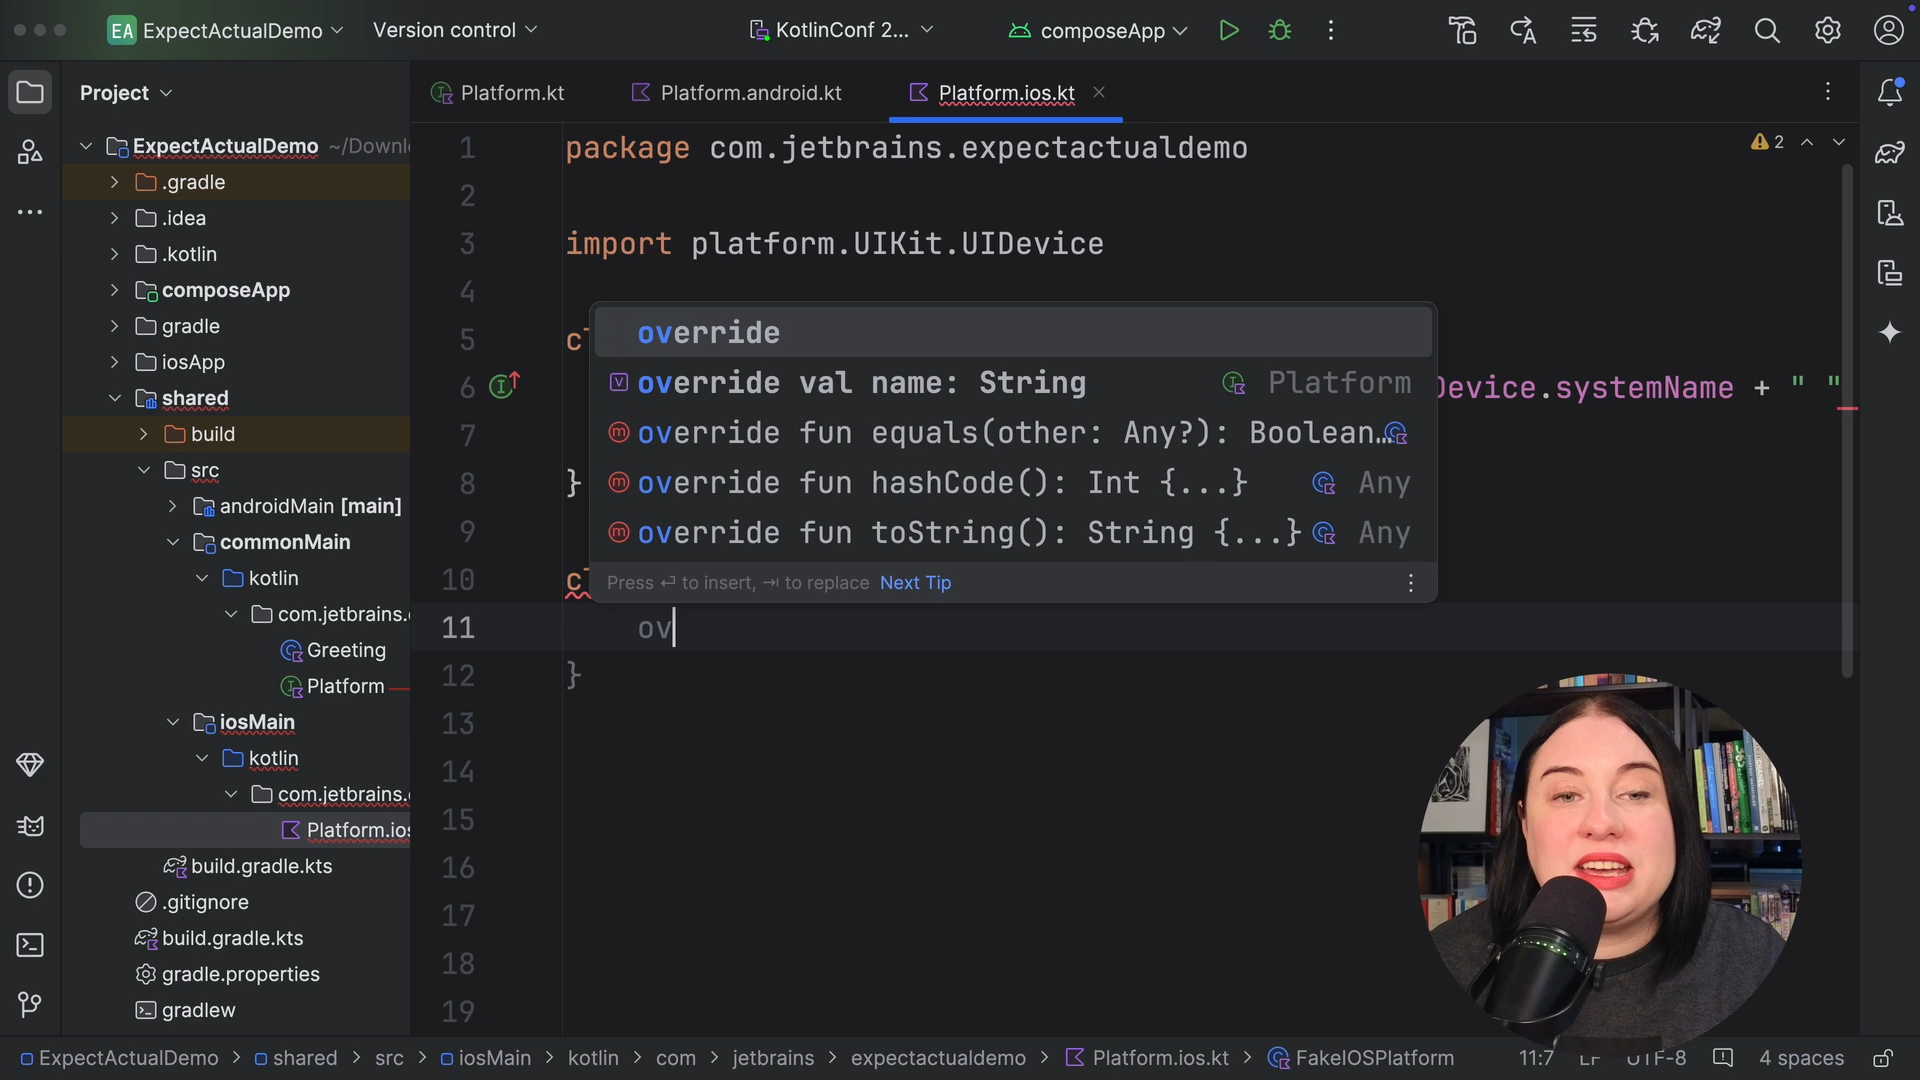 EA ExpectActualDemo Version control KotlinConf 2... composeApp
Project
Platform.kt Platform.android.kt Platform.ios.kt
ExpectActualDemo ~/Downl
.gradle
.idea
.kotlin
composeApp
gradle
iosApp
shared
build
src
androidMain [main]
commonMain
kotlin
com.jetbrains.
Greeting
Platform
iosMain
kotlin
com.jetbrains.
Platform.ios
build.gradle.kts
.gitignore
build.gradle.kts
gradle.properties
gradlew
2
1 package com.jetbrains.expectactualdemo
2
3 import platform.UIKit.UIDevice
4
5 cl
6 Device.systemName + " "
7
8 }
9
10 cl
11 ov
12 }
13
14
15
16
17
18
19
override
override val name: String Platform
override fun equals(other: Any?): Boolean…
override fun hashCode(): Int {...} Any
override fun toString(): String {...} Any
Press ⏎ to insert, ⇥ to replace Next Tip
ExpectActualDemo > shared > src > iosMain > kotlin > com > jetbrains > expectactualdemo > Platform.ios.kt > FakeIOSPlatform 11:7 LF UTF-8 4 spaces